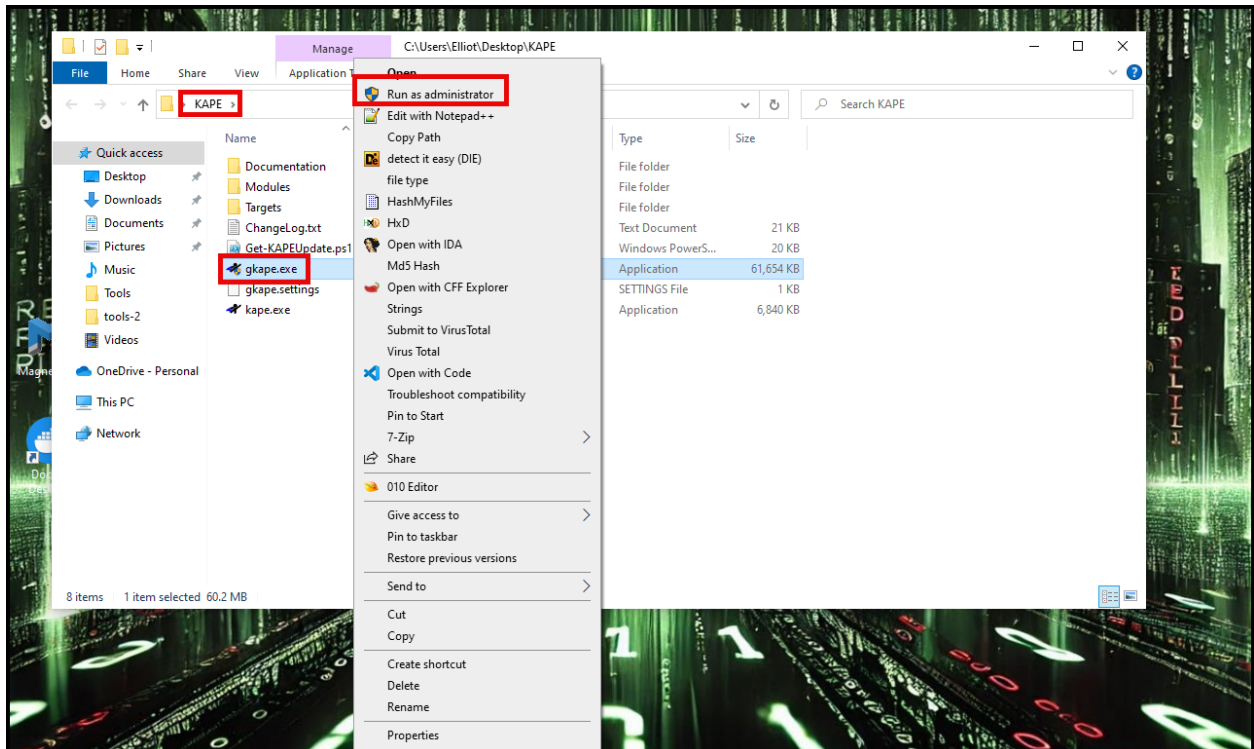 Manage
C:\Users\Elliot\Desktop\KAPE
File
Home
Share
View
Application T
KAPE
Search KAPE
Quick access
Desktop
Downloads
Documents
Pictures
Music
Tools
tools-2
Videos
OneDrive - Personal
This PC
Network
Name
Type
Size
Documentation
File folder
Modules
File folder
Targets
File folder
ChangeLog.txt
Text Document
21 KB
Get-KAPEUpdate.ps1
Windows PowerS...
20 KB
gkape.exe
Application
61,654 KB
gkape.settings
SETTINGS File
1 KB
kape.exe
Application
6,840 KB
Open
Run as administrator
Edit with Notepad++
Copy Path
detect it easy (DIE)
file type
HashMyFiles
HxD
Open with IDA
Md5 Hash
Open with CFF Explorer
Strings
Submit to VirusTotal
Virus Total
Open with Code
Troubleshoot compatibility
Pin to Start
7-Zip
Share
010 Editor
Give access to
Pin to taskbar
Restore previous versions
Send to
Cut
Copy
Create shortcut
Delete
Rename
Properties
8 items
1 item selected
60.2 MB
Magne